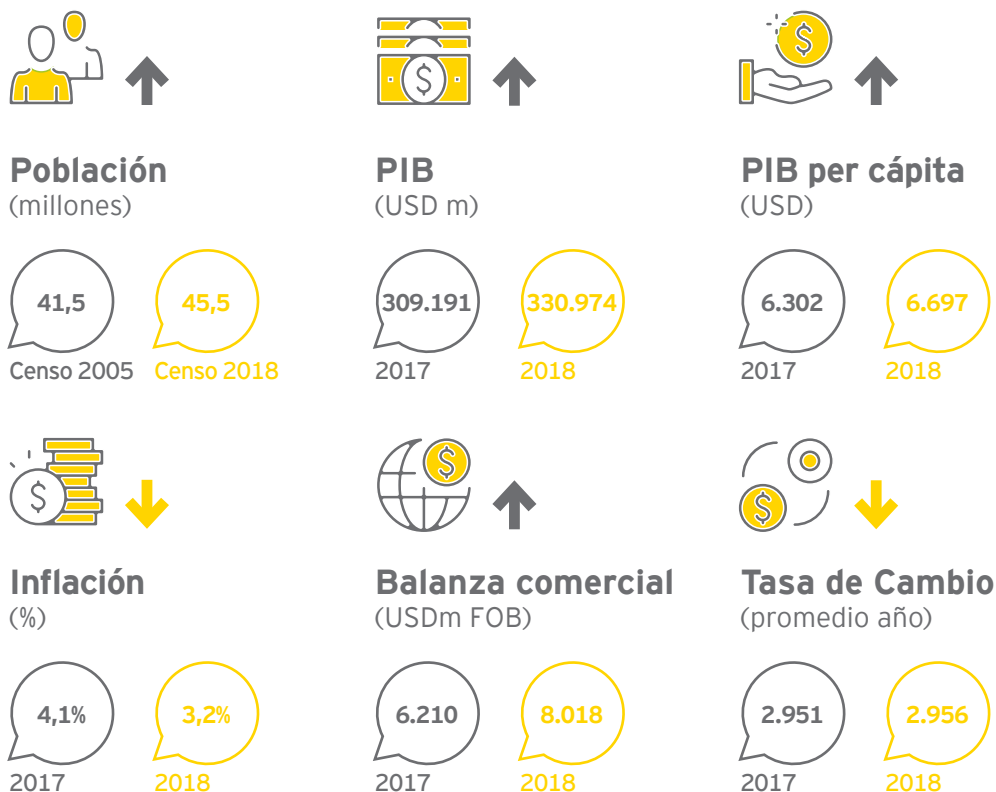 Población
(millones)
41,5
Censo 2005
45,5
Censo 2018
PIB
(USD m)
309.191
2017
330.974
2018
PIB per cápita
(USD)
6.302
2017
6.697
2018
Inflación
(%)
4,1%
2017
3,2%
2018
Balanza comercial
(USDm FOB)
6.210
2017
8.018
2018
Tasa de Cambio
(promedio año)
2.951
2017
2.956
2018